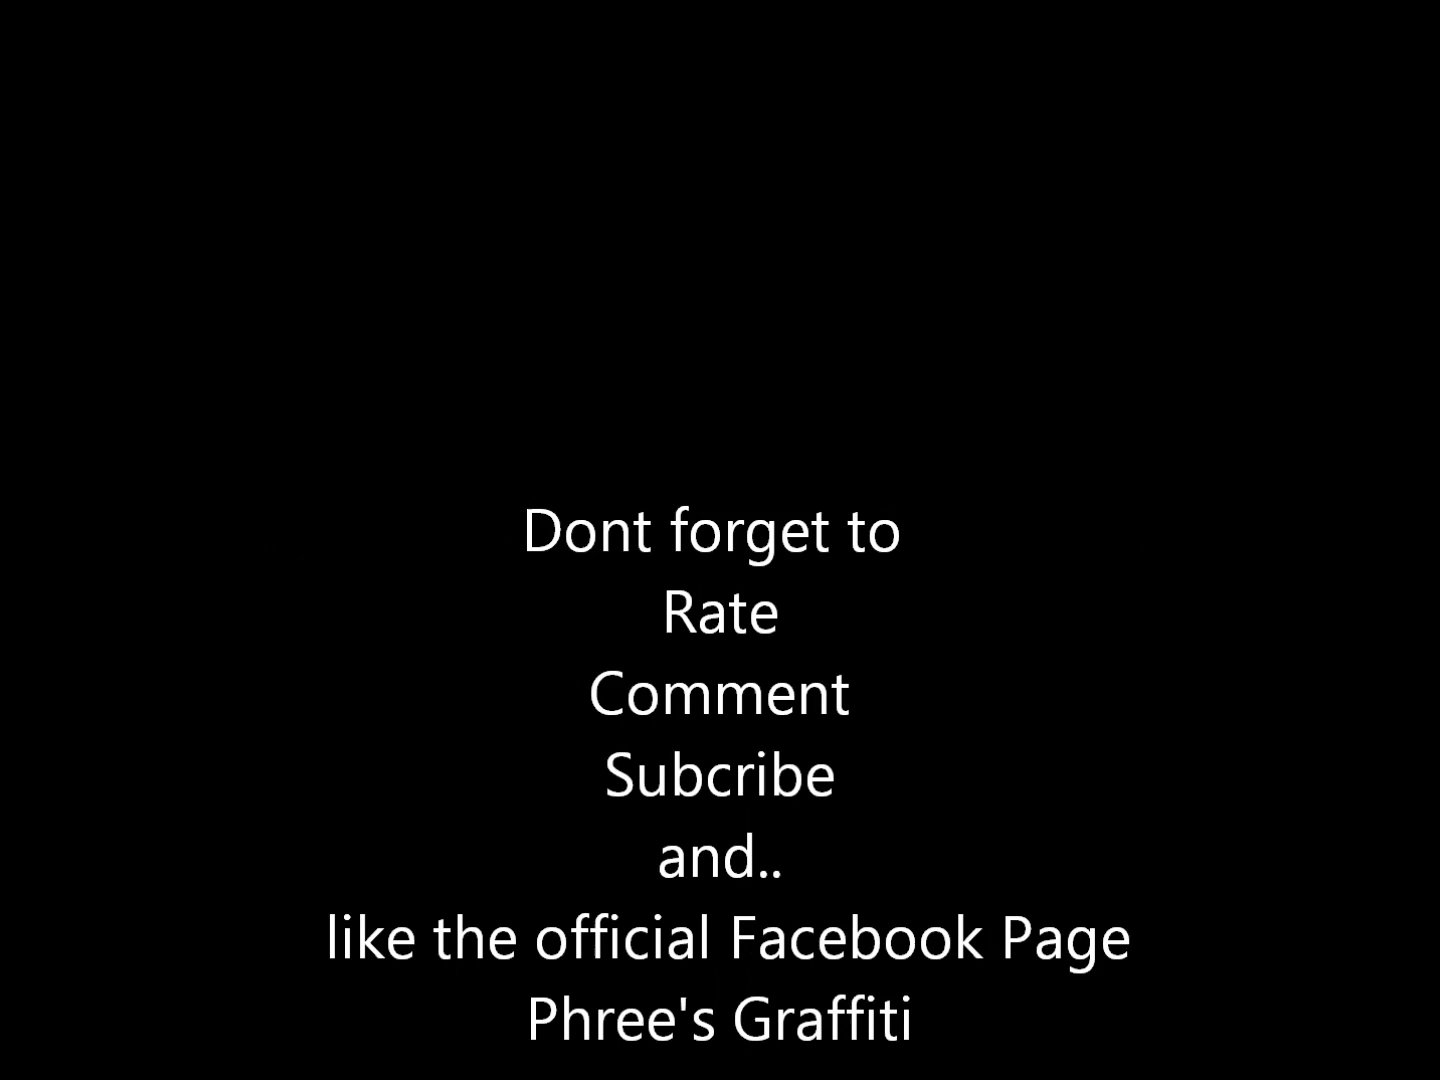 Dont forget to
Rate
Comment
Subcribe
and..
like the official Facebook Page
Phree's Graffiti